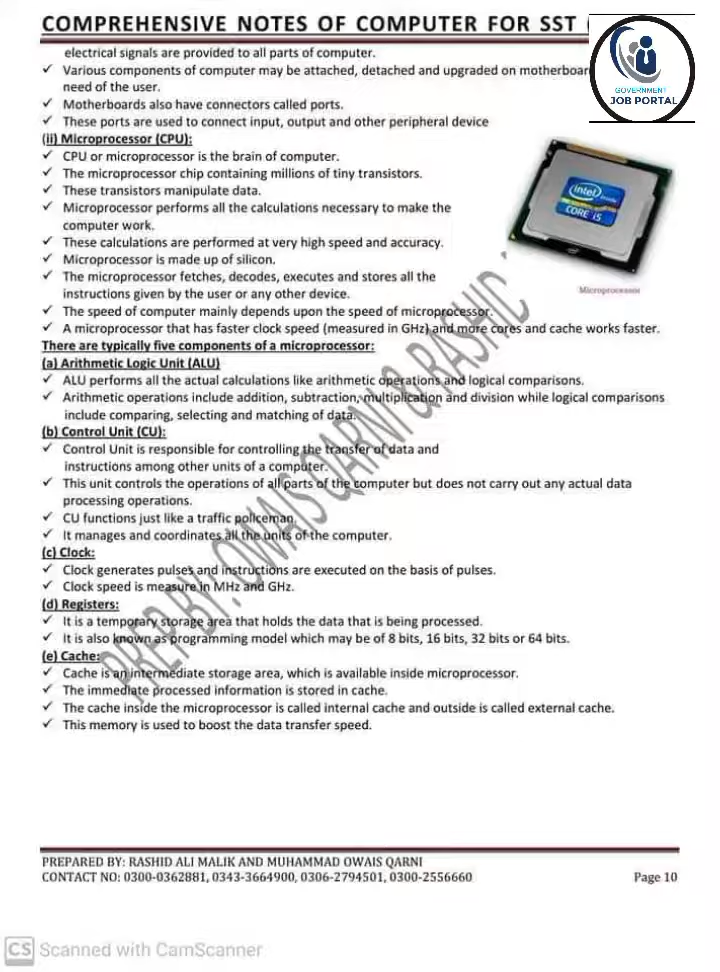 COMPREHENSIVE NOTES OF COMPUTER FOR SST (
GOVERNMENT
JOB PORTAL
electrical signals are provided to all parts of computer.
✓ Various components of computer may be attached, detached and upgraded on motherboar
need of the user.
✓ Motherboards also have connectors called ports.
✓ These ports are used to connect input, output and other peripheral device
(ii) Microprocessor (CPU):
✓ CPU or microprocessor is the brain of computer.
✓ The microprocessor chip containing millions of tiny transistors.
✓ These transistors manipulate data.
✓ Microprocessor performs all the calculations necessary to make the
computer work.
✓ These calculations are performed at very high speed and accuracy.
✓ Microprocessor is made up of silicon.
✓ The microprocessor fetches, decodes, executes and stores all the
instructions given by the user or any other device.
intel
CORE i5
Microprocessor
✓ The speed of computer mainly depends upon the speed of microprocessor.
✓ A microprocessor that has faster clock speed (measured in GHz) and more cores and cache works faster.
There are typically five components of a microprocessor:
(a) Arithmetic Logic Unit (ALU)
✓ ALU performs all the actual calculations like arithmetic operations and logical comparisons.
✓ Arithmetic operations include addition, subtraction, multiplication and division while logical comparisons
include comparing, selecting and matching of data.
(b) Control Unit (CU):
✓ Control Unit is responsible for controlling the transfer of data and
instructions among other units of a computer.
✓ This unit controls the operations of all parts of the computer but does not carry out any actual data
processing operations.
✓ CU functions just like a traffic policeman.
✓ It manages and coordinates all the units of the computer.
(c) Clock:
✓ Clock generates pulses and instructions are executed on the basis of pulses.
✓ Clock speed is measure in MHz and GHz.
(d) Registers:
✓ It is a temporary storage area that holds the data that is being processed.
✓ It is also known as programming model which may be of 8 bits, 16 bits, 32 bits or 64 bits.
(e) Cache:
✓ Cache is an intermediate storage area, which is available inside microprocessor.
✓ The immediate processed information is stored in cache.
✓ The cache inside the microprocessor is called internal cache and outside is called external cache.
✓ This memory is used to boost the data transfer speed.
PREP BY: OWAIS QARNI & RASHID
PREPARED BY: RASHID ALI MALIK AND MUHAMMAD OWAIS QARNI
CONTACT NO: 0300-0362881, 0343-3664900, 0306-2794501, 0300-2556660
Page 10
CS Scanned with CamScanner